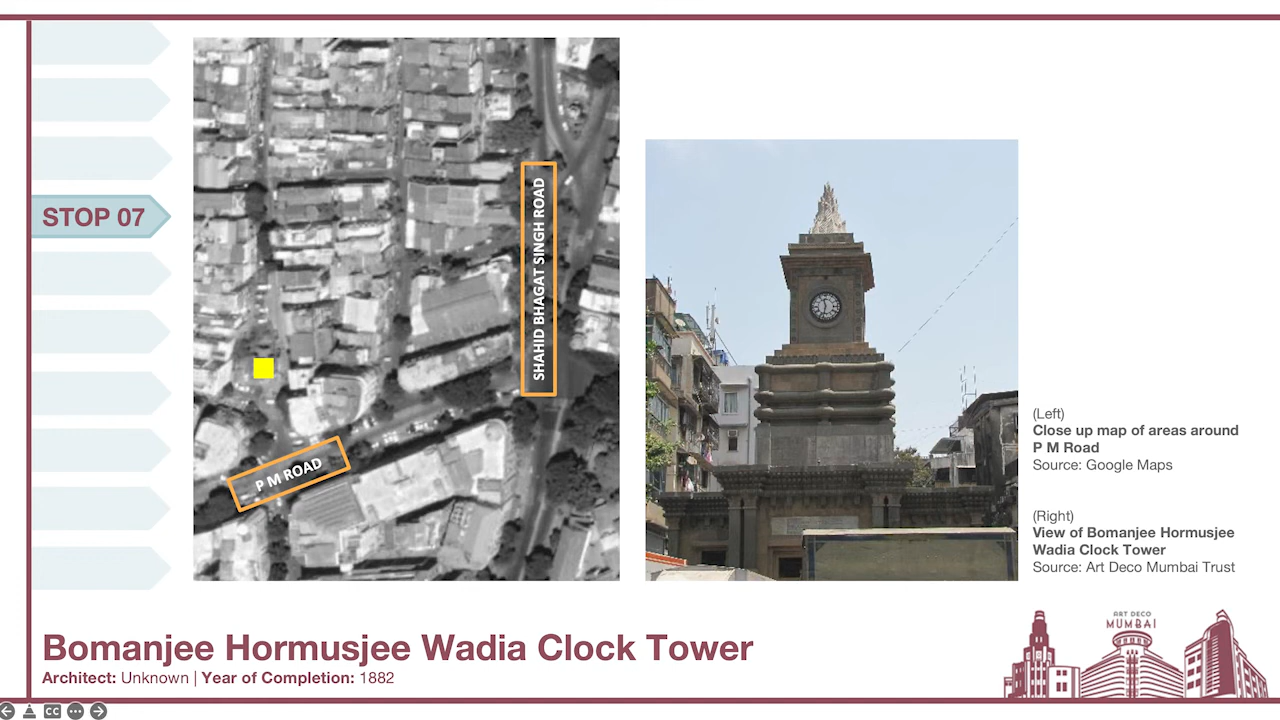 STOP 07
SHAHID BHAGAT SINGH ROAD
P M ROAD
(Left)
Close up map of areas around
P M Road
Source: Google Maps
(Right)
View of Bomanjee Hormusjee
Wadia Clock Tower
Source: Art Deco Mumbai Trust
Bomanjee Hormusjee Wadia Clock Tower
Architect: Unknown | Year of Completion: 1882
ART DECO
MUMBAI
CC